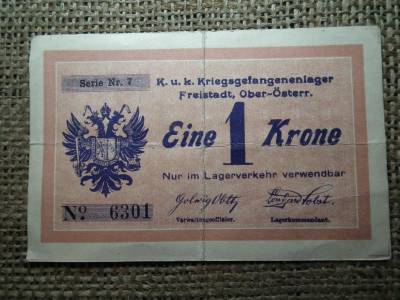 Serie Nr. 7
K. u. k. Kriegsgefangenenlager
Freistadt, Ober-Österr.
Eine 1 Krone
Nur im Lagerverkehr verwendbar
Nº 6301
Verwaltungsoffizier.
Lagerkommandant.